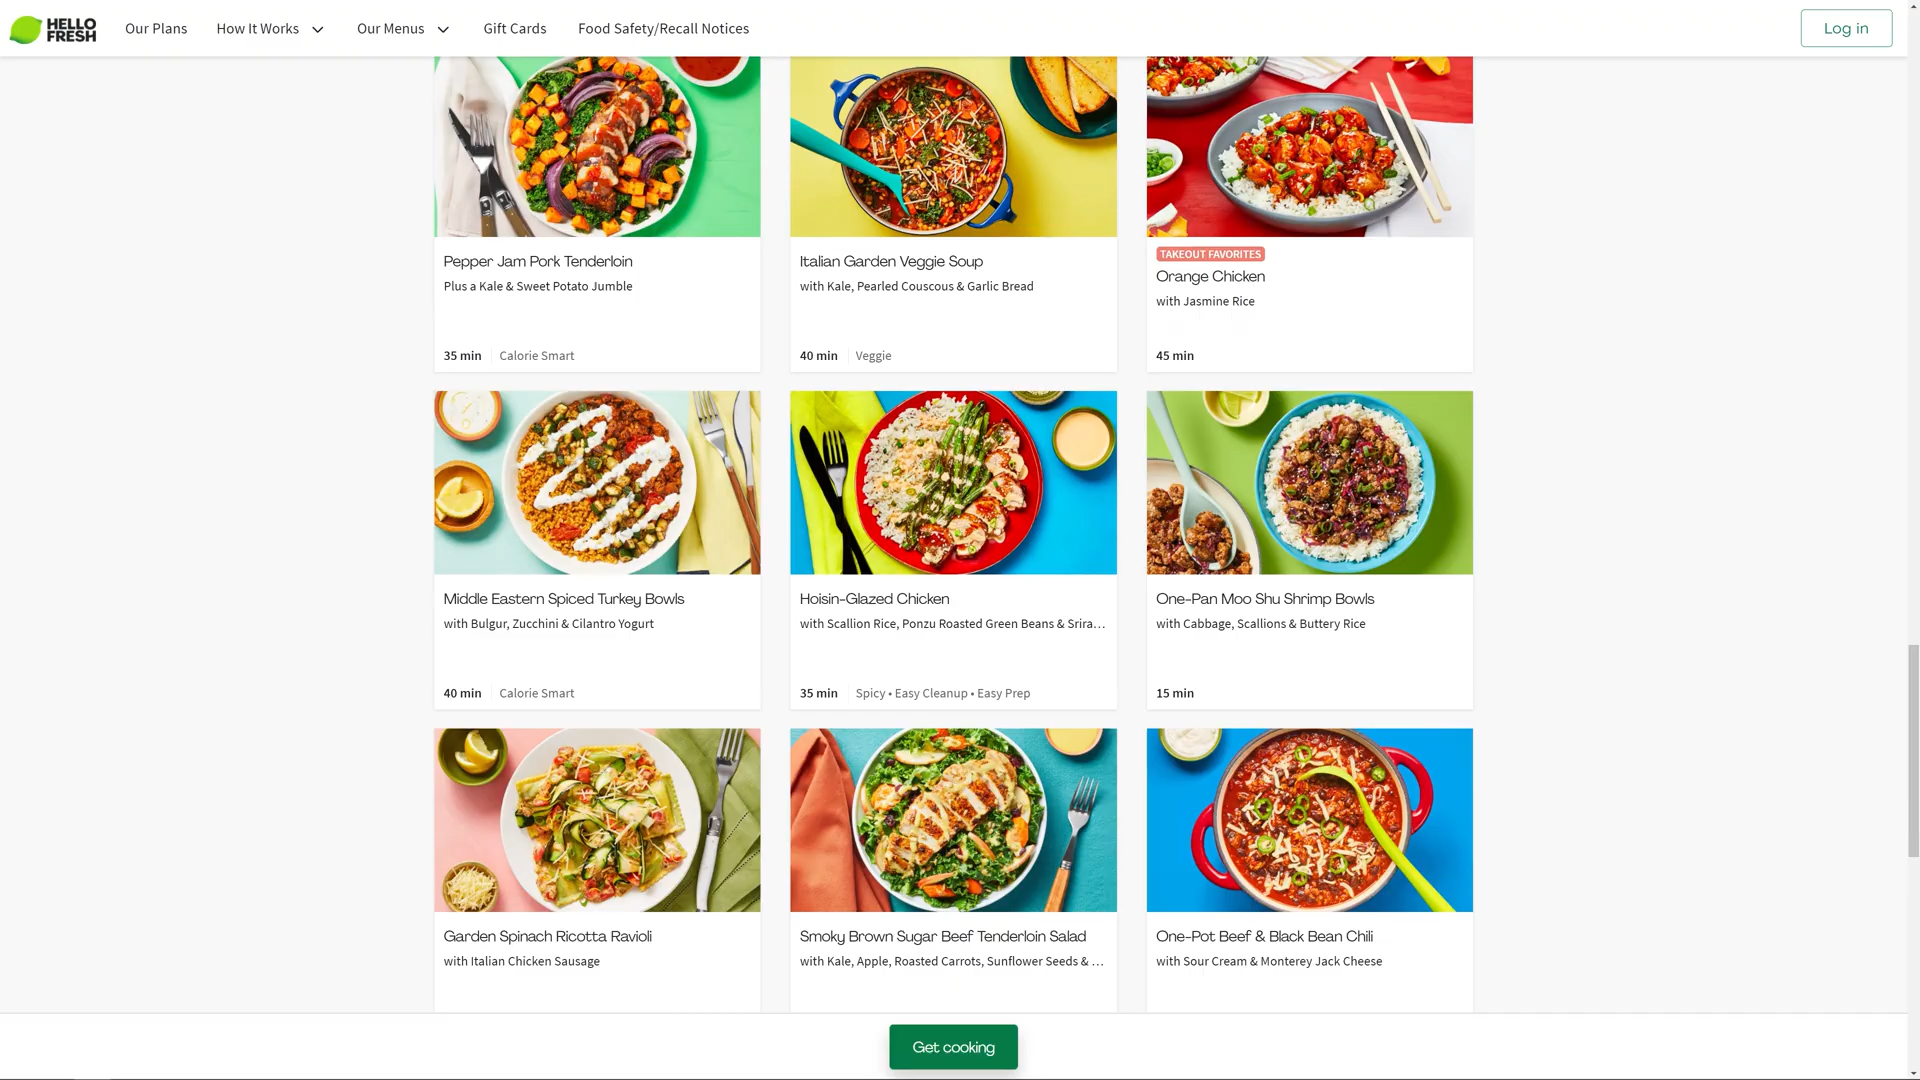 HELLO
FRESH
Our Plans
How It Works
Our Menus
Gift Cards
Food Safety/Recall Notices
Log in
Pepper Jam Pork Tenderloin
Plus a Kale & Sweet Potato Jumble
35 min
Calorie Smart
Italian Garden Veggie Soup
with Kale, Pearled Couscous & Garlic Bread
40 min
Veggie
TAKEOUT FAVORITES
Orange Chicken
with Jasmine Rice
45 min
Middle Eastern Spiced Turkey Bowls
with Bulgur, Zucchini & Cilantro Yogurt
40 min
Calorie Smart
Hoisin-Glazed Chicken
with Scallion Rice, Ponzu Roasted Green Beans & Srira...
35 min
Spicy • Easy Cleanup • Easy Prep
One-Pan Moo Shu Shrimp Bowls
with Cabbage, Scallions & Buttery Rice
15 min
Garden Spinach Ricotta Ravioli
with Italian Chicken Sausage
Smoky Brown Sugar Beef Tenderloin Salad
with Kale, Apple, Roasted Carrots, Sunflower Seeds & ...
One-Pot Beef & Black Bean Chili
with Sour Cream & Monterey Jack Cheese
Get cooking